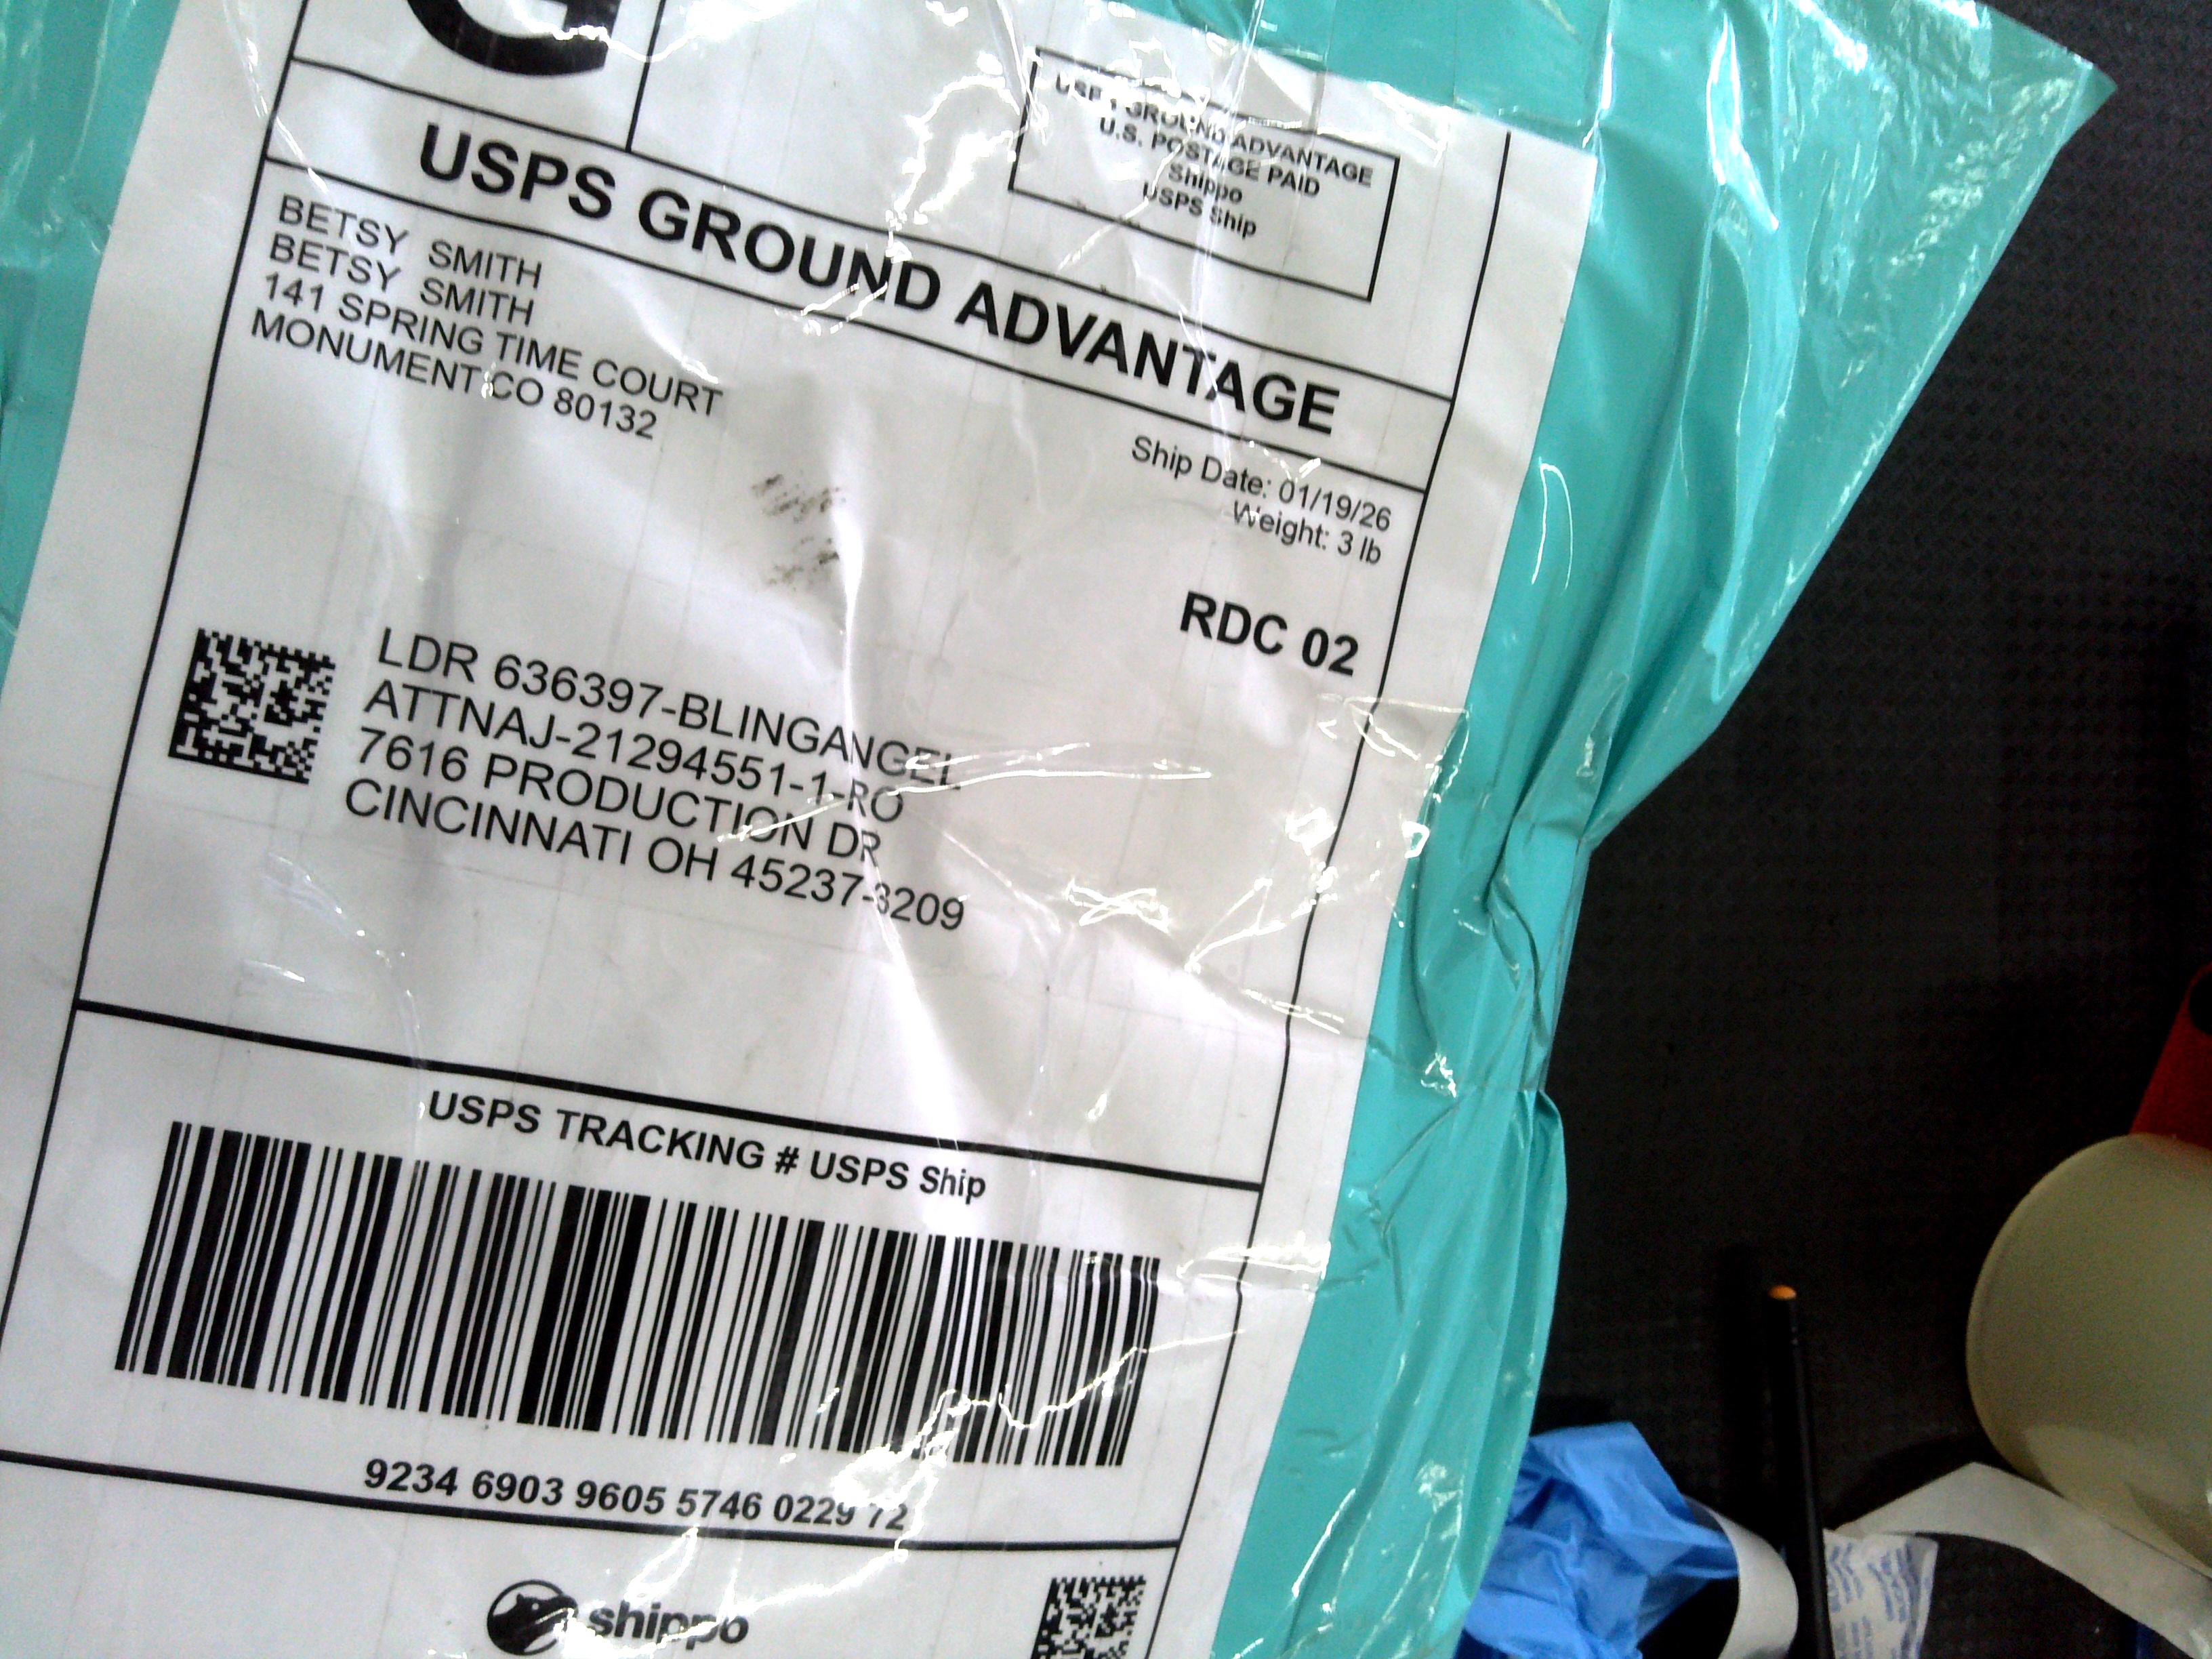 G
USPS GROUND ADVANTAGE
U.S. POSTAGE PAID
Shippo
USPS Ship
USPS GROUND ADVANTAGE
BETSY SMITH
BETSY SMITH
141 SPRING TIME COURT
MONUMENT CO 80132
Ship Date: 01/19/26
Weight: 3 lb
RDC 02
LDR 636397-BLINGANGEL
ATTNAJ-21294551-1-RO
7616 PRODUCTION DR
CINCINNATI OH 45237-3209
USPS TRACKING # USPS Ship
9234 6903 9605 5746 0229 72
shippo